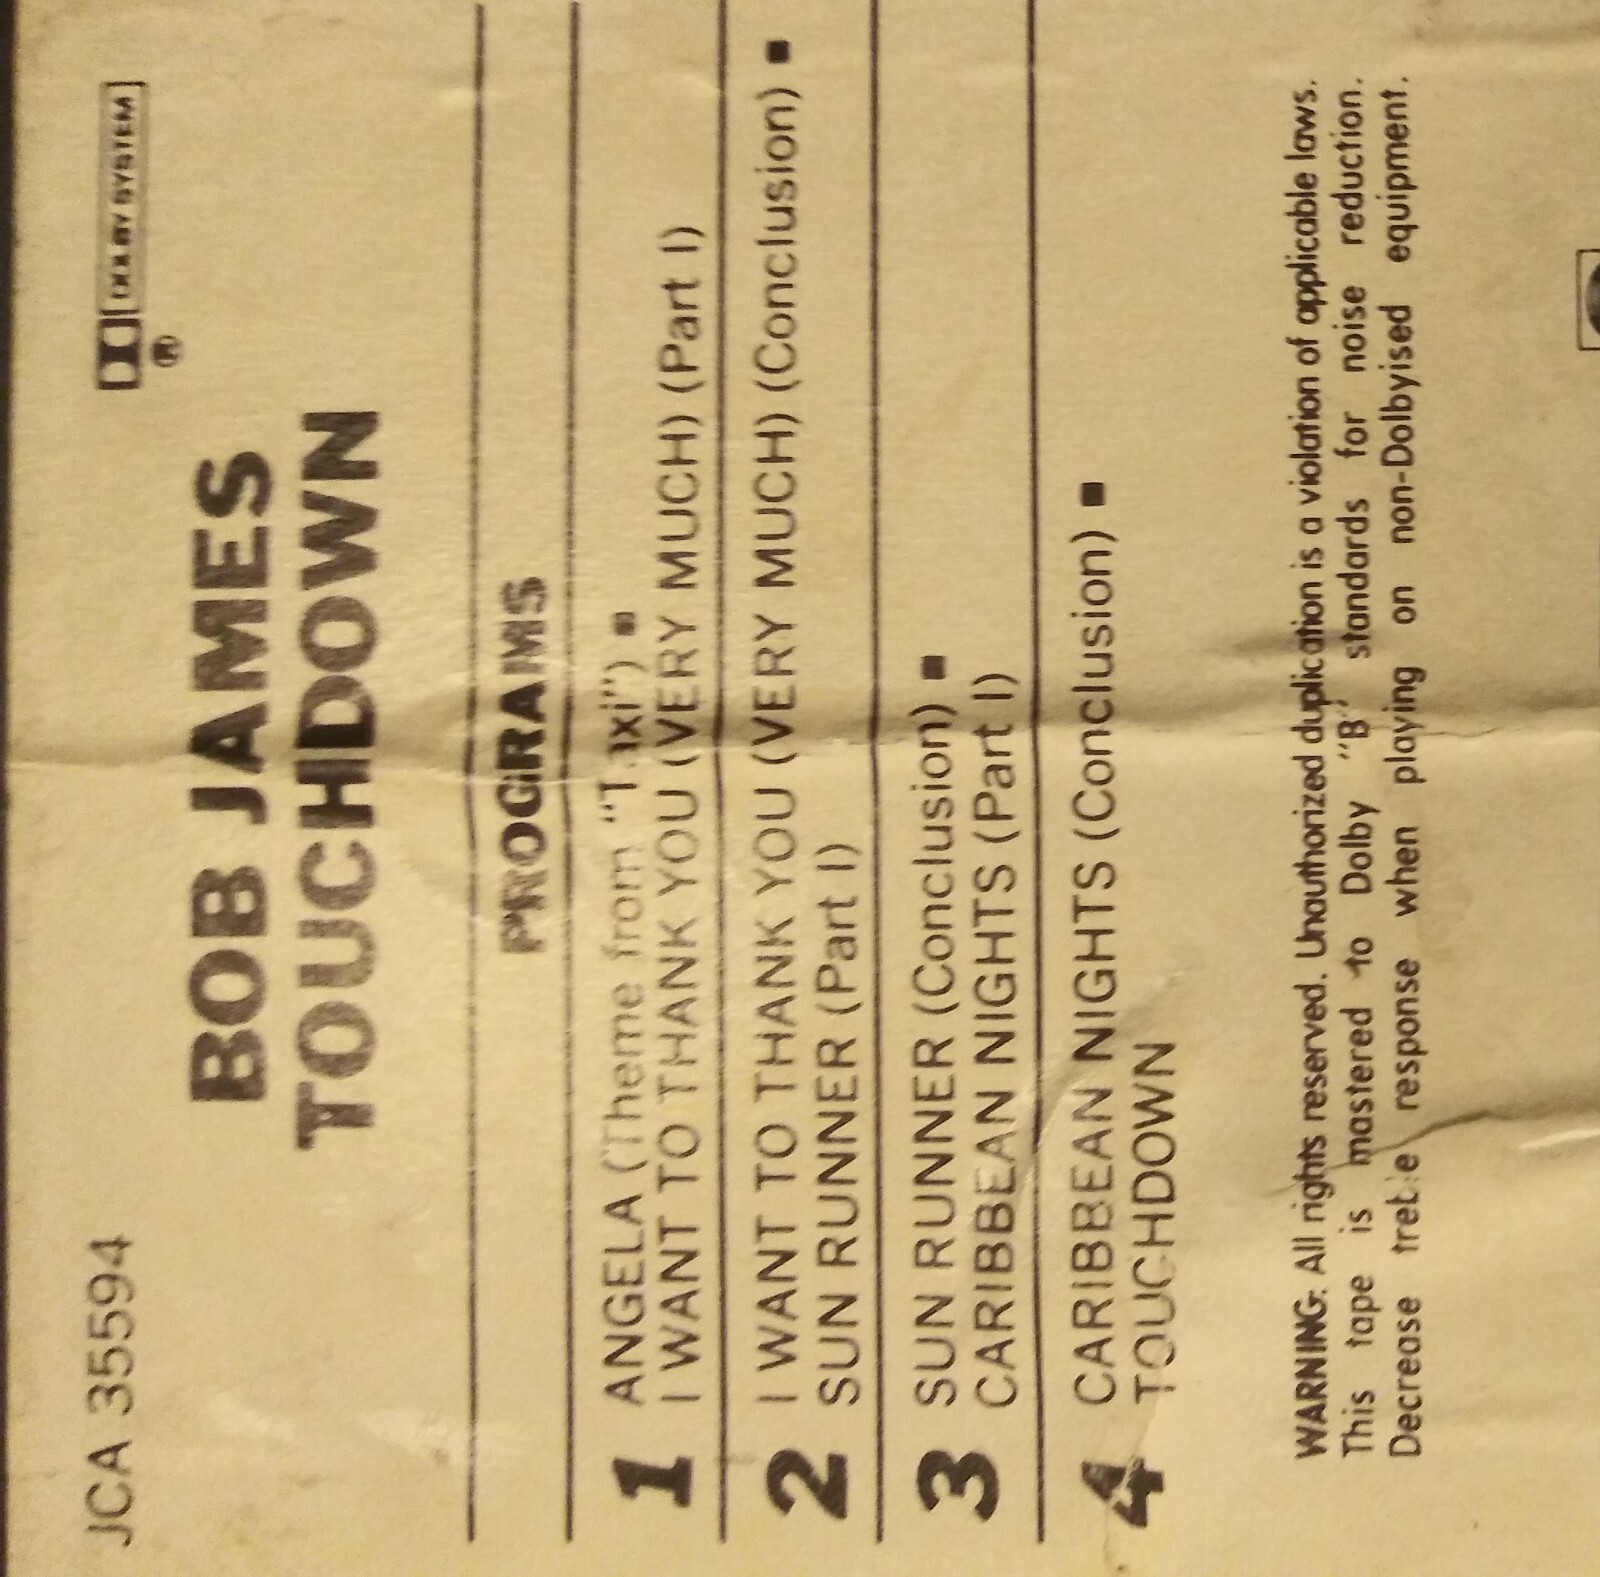 JCA 35594
DOLBY SYSTEM
®
BOB JAMES
TOUCHDOWN
PROGRAMS
1 ANGELA (Theme from "Taxi") ■
I WANT TO THANK YOU (VERY MUCH) (Part I)
2 I WANT TO THANK YOU (VERY MUCH) (Conclusion) ■
SUN RUNNER (Part I)
3 SUN RUNNER (Conclusion) ■
CARIBBEAN NIGHTS (Part I)
4 CARIBBEAN NIGHTS (Conclusion) ■
TOUCHDOWN
WARNING: All rights reserved. Unauthorized duplication is a violation of applicable laws.
This tape is mastered to Dolby "B" standards for noise reduction.
Decrease treble response when playing on non-Dolbyised equipment.